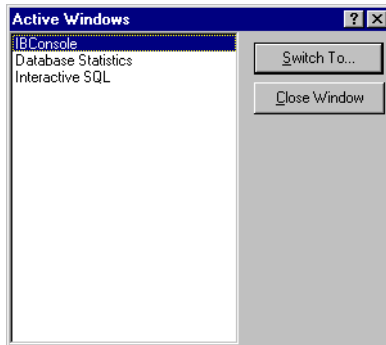 Active Windows
IBConsole
Database Statistics
Interactive SQL
Switch To...
Close Window